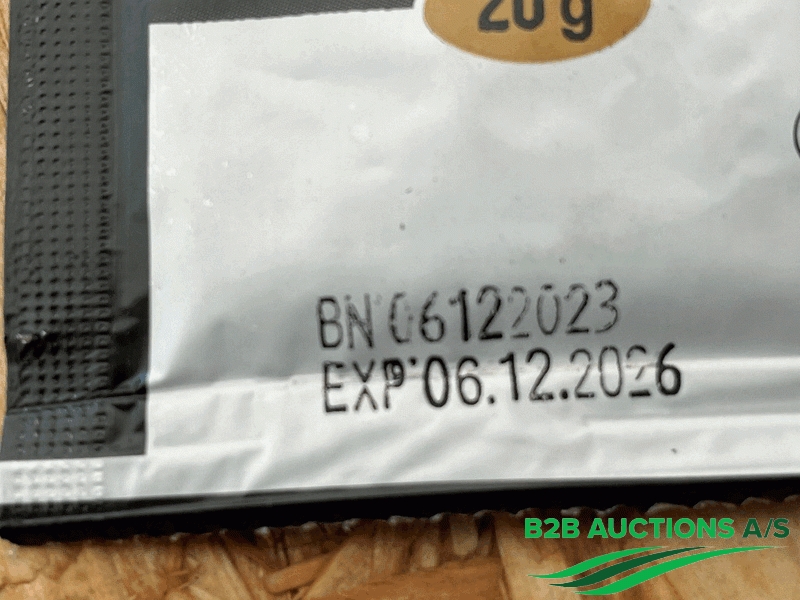 20 g
BN 06122023
EXP 06.12.2026
B2B AUCTIONS A/S